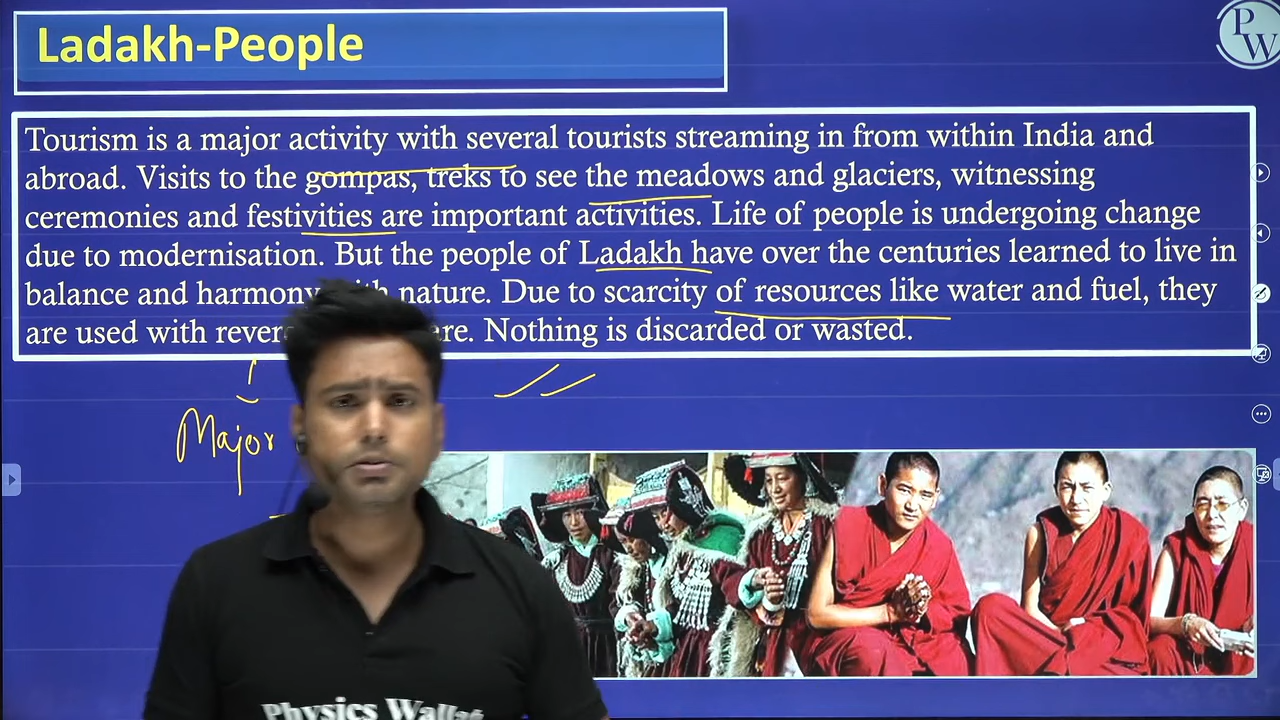 Ladakh-People
PW
Tourism is a major activity with several tourists streaming in from within India and
abroad. Visits to the gompas, treks to see the meadows and glaciers, witnessing
ceremonies and festivities are important activities. Life of people is undergoing change
due to modernisation. But the people of Ladakh have over the centuries learned to live in
balance and harmony with nature. Due to scarcity of resources like water and fuel, they
are used with rever are. Nothing is discarded or wasted.
Major
Physics Wallah